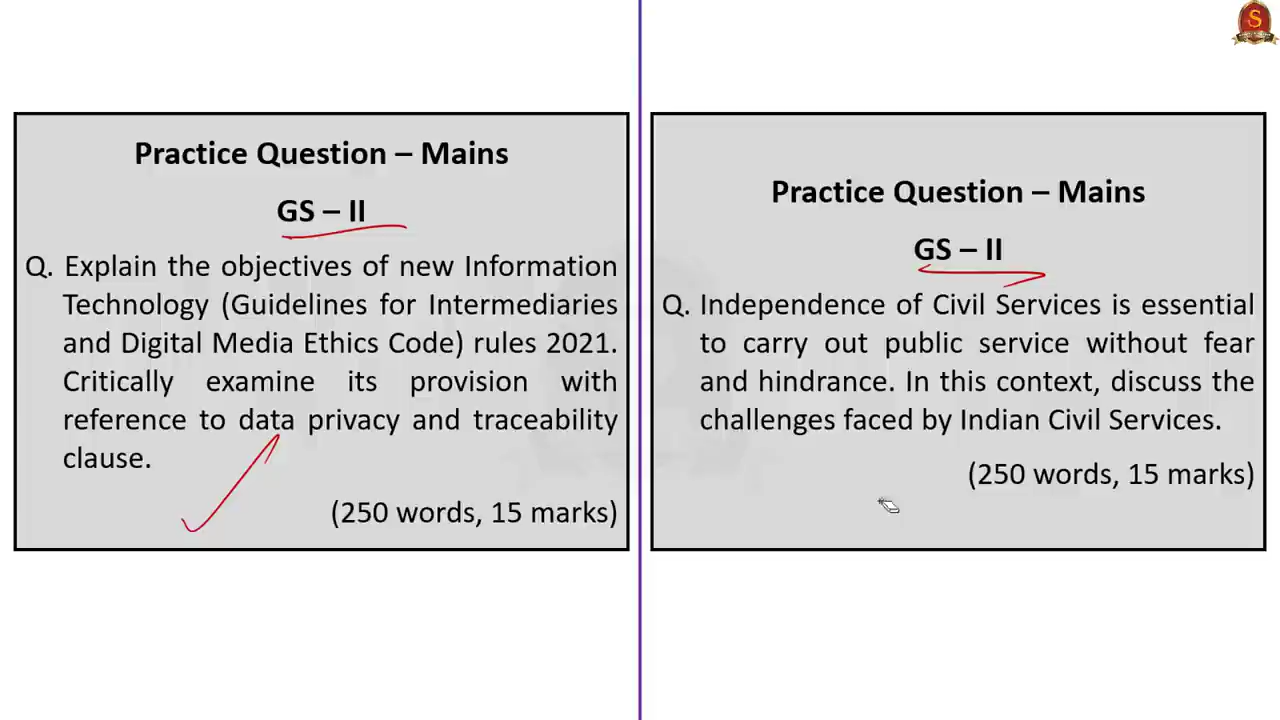 S
Practice Question – Mains
GS – II
Q. Explain the objectives of new Information
Technology (Guidelines for Intermediaries
and Digital Media Ethics Code) rules 2021.
Critically examine its provision with
reference to data privacy and traceability
clause.
(250 words, 15 marks)
Practice Question – Mains
GS – II
Q. Independence of Civil Services is essential
to carry out public service without fear
and hindrance. In this context, discuss the
challenges faced by Indian Civil Services.
(250 words, 15 marks)